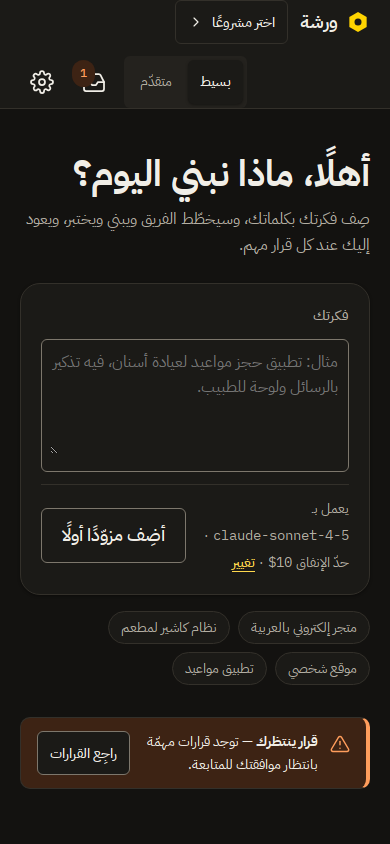 ورشة
اختر مشروعًا
بسيط
متقدّم
1
أهلًا، ماذا نبني اليوم؟
صِف فكرتك بكلماتك، وسيخطّط الفريق ويبني ويختبر، ويعود
إليك عند كل قرار مهم.
فكرتك
مثال: تطبيق حجز مواعيد لعيادة أسنان، فيه تذكير
بالرسائل ولوحة للطبيب.
يعمل بـ
claude-sonnet-4-5 ·
حدّ الإنفاق 10$ · تغيير
أضِف مزوّدًا أولًا
متجر إلكتروني بالعربية
نظام كاشير لمطعم
موقع شخصي
تطبيق مواعيد
قرار ينتظرك — توجد قرارات مهمّة
بانتظار موافقتك للمتابعة.
راجِع القرارات